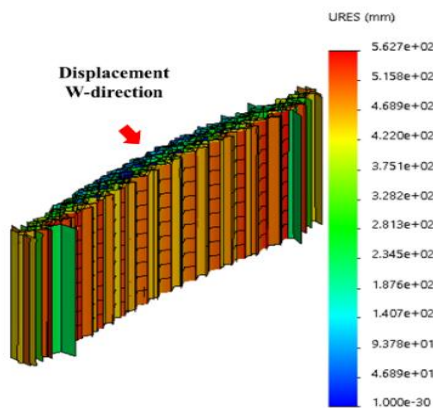 URES (mm)
Displacement
W-direction
5.627e+02
5.158e+02
4.689e+02
4.220e+02
3.751e+02
3.282e+02
2.813e+02
2.345e+02
1.876e+02
1.407e+02
9.378e+01
4.689e+01
1.000e-30